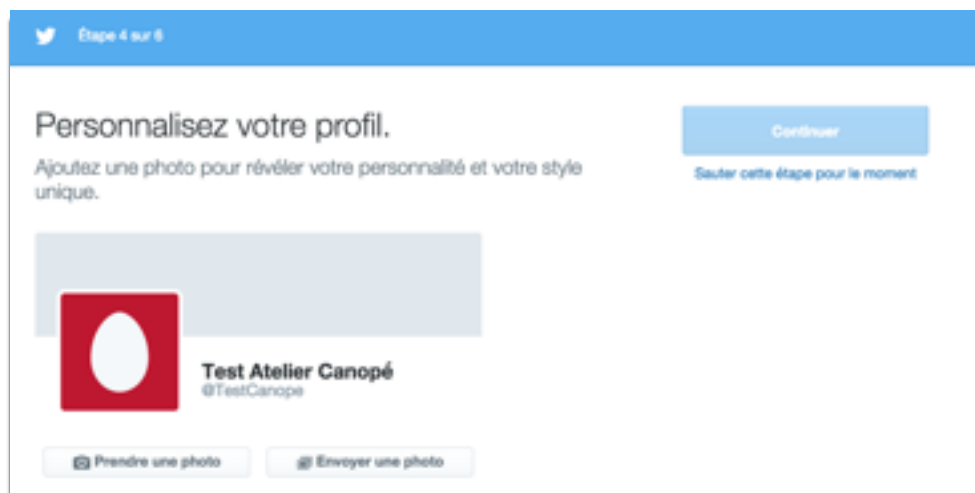 Étape 4 sur 6
Personnalisez votre profil.
Continuer
Ajoutez une photo pour révéler votre personnalité et votre style
unique.
Sauter cette étape pour le moment
Test Atelier Canopé
@TestCanope
Prendre une photo
Envoyer une photo